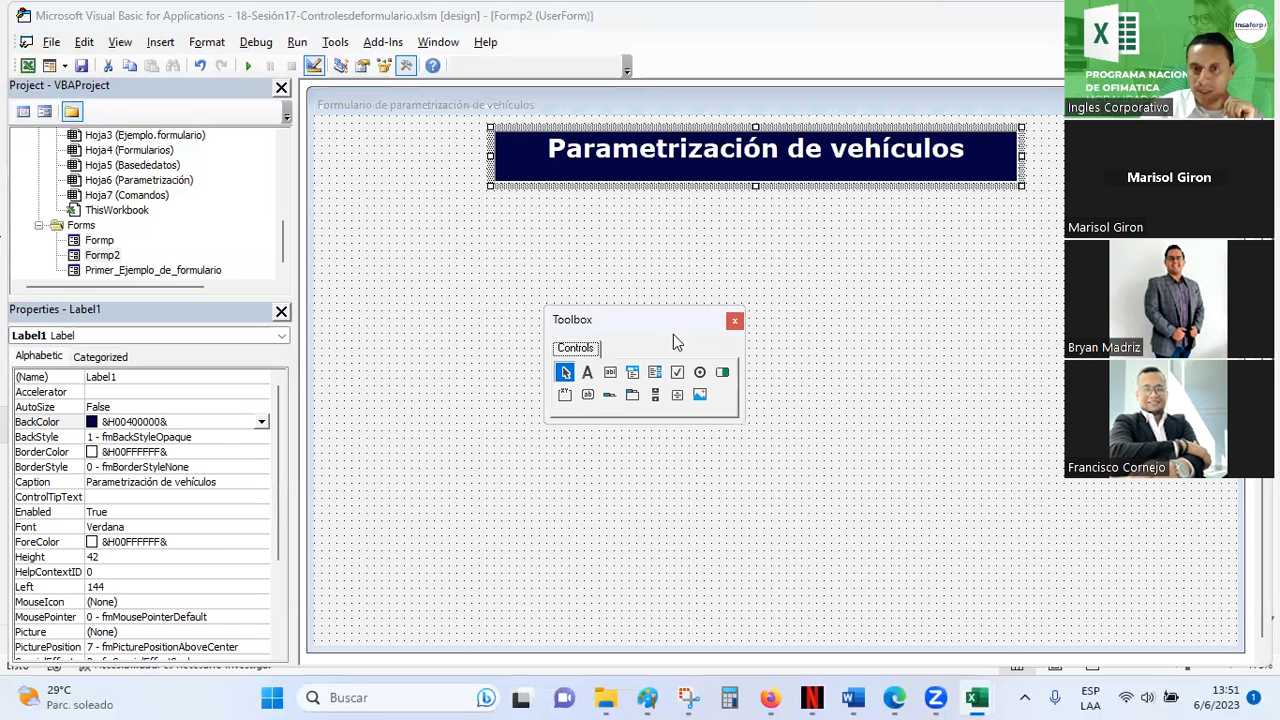 Microsoft Visual Basic for Applications - 18-Sesión17-Controlesdeformulario.xlsm [design] - [Formp2 (UserForm)]
File Edit View Insert Format Debug Run Tools Add-Ins Window Help
Project - VBAProject
Hoja3 (Ejemplo.formulario)
Hoja4 (Formularios)
Hoja5 (Basededatos)
Hoja6 (Parametrización)
Hoja7 (Comandos)
ThisWorkbook
Forms
Formp
Formp2
Primer_Ejemplo_de_formulario
Properties - Label1
Label1 Label
Alphabetic Categorized
(Name) Label1
Accelerator
AutoSize False
BackColor &H00400000&
BackStyle 1 - fmBackStyleOpaque
BorderColor &H00FFFFFF&
BorderStyle 0 - fmBorderStyleNone
Caption Parametrización de vehículos
ControlTipText
Enabled True
Font Verdana
ForeColor &H00FFFFFF&
Height 42
HelpContextID 0
Left 144
MouseIcon (None)
MousePointer 0 - fmMousePointerDefault
Picture (None)
PicturePosition 7 - fmPicturePositionAboveCenter
Formulario de parametrización de vehículos
Parametrización de vehículos
Toolbox
Controls
insaforp
PROGRAMA NACION
DE OFIMATICA
Ingles Corporativo
Marisol Giron
Marisol Giron
Bryan Madriz
Francisco Cornejo
29°C
Parc. soleado
Buscar
ESP
LAA
13:51
6/6/2023